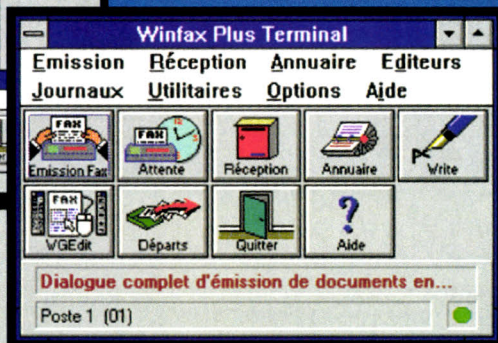 Winfax Plus Terminal
Emission Réception Annuaire Editeurs
Journaux Utilitaires Options Aide
FAX FAX
Emission Fax Attente Réception Annuaire Write
FAX
WGEdit Départs Quitter Aide
Dialogue complet d'émission de documents en...
Poste 1 (01)